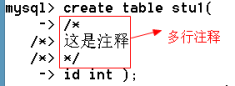 mysql> create table stu1(
-> /*
/*> 这是注释
/*> */
-> id int );
多行注释